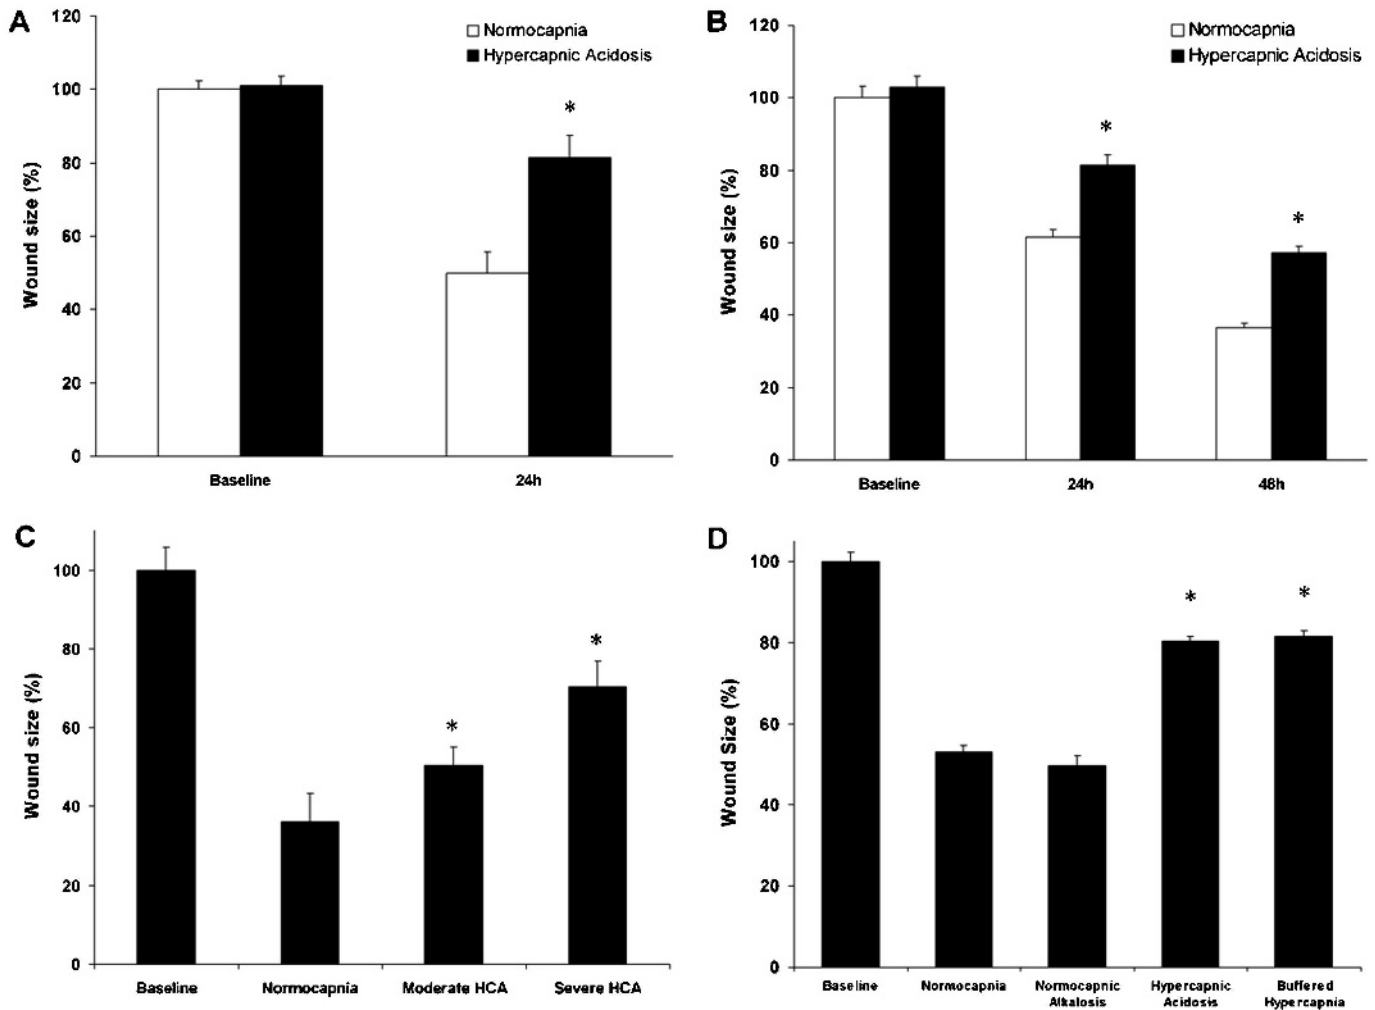 A
120
100
80
60
40
20
0
Wound size (%)
Normocapnia
Hypercapnic Acidosis
*
Baseline
24h
B
120
100
80
60
40
20
0
Wound size (%)
Normocapnia
Hypercapnic Acidosis
*
*
Baseline
24h
48h
C
100
80
60
40
20
0
Wound size (%)
*
*
Baseline
Normocapnia
Moderate HCA
Severe HCA
D
100
80
60
40
20
0
Wound Size (%)
*
*
Baseline
Normocapnia
Normocapnic
Alkalosis
Hypercapnic
Acidosis
Buffered
Hypercapnia